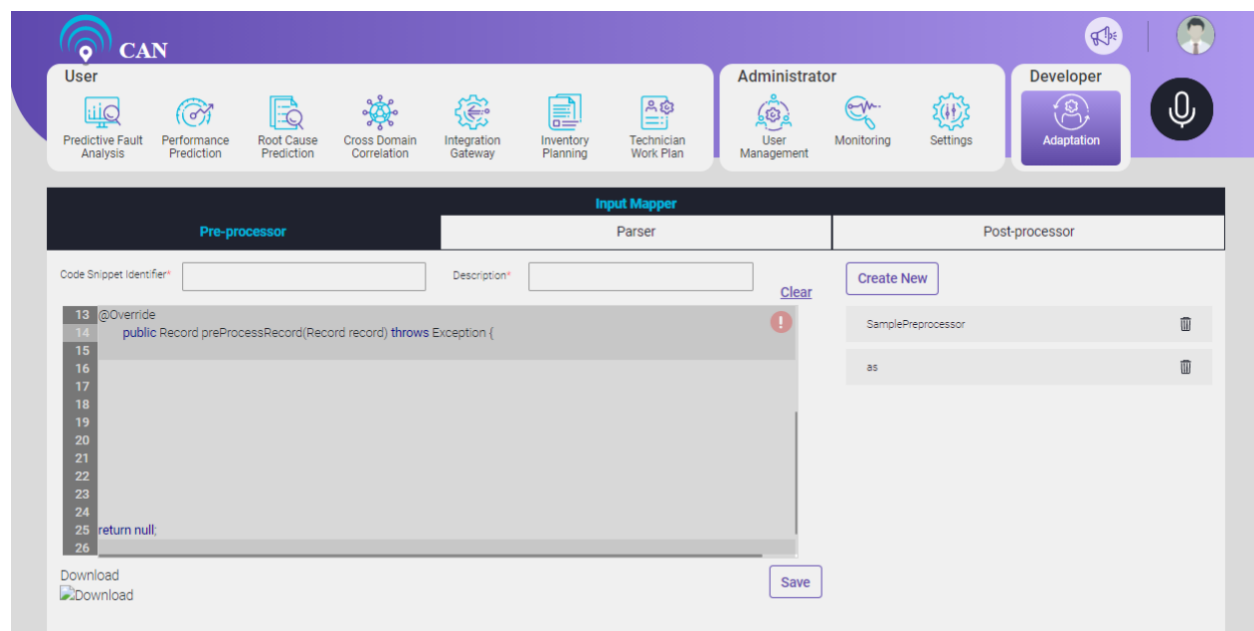 CAN
User
Administrator
Developer
Predictive Fault Analysis
Performance Prediction
Root Cause Prediction
Cross Domain Correlation
Integration Gateway
Inventory Planning
Technician Work Plan
User Management
Monitoring
Settings
Adaptation
Input Mapper
Pre-processor
Parser
Post-processor
Code Snippet Identifier*
Description*
Clear
Create New
13 @Override
14 public Record preProcessRecord(Record record) throws Exception {
15
16
17
18
19
20
21
22
23
24
25 return null;
26
SamplePreprocessor
as
Download
Download
Save